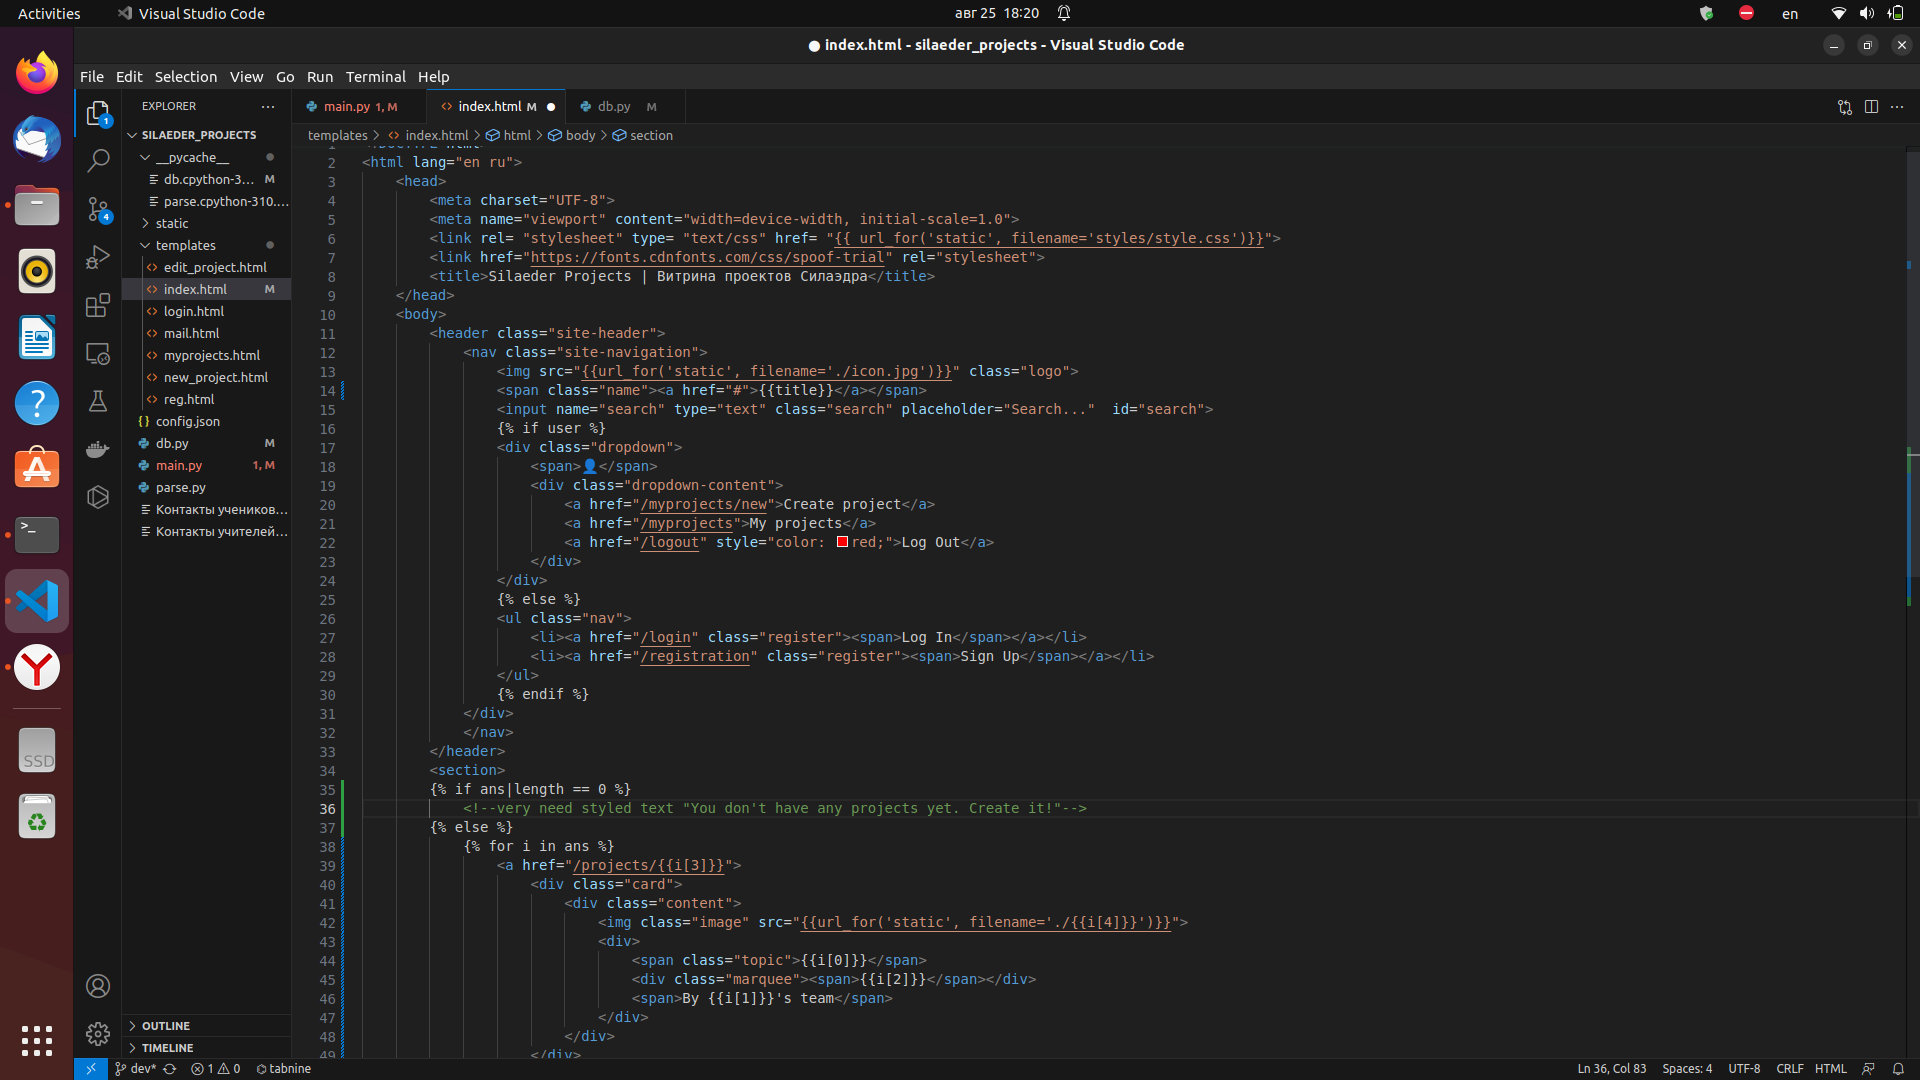 Activities
Visual Studio Code
авг 25 18:20
en
● index.html - silaeder_projects - Visual Studio Code
File Edit Selection View Go Run Terminal Help
EXPLORER
SILAEDER_PROJECTS
__pycache__
db.cpython-3... M
parse.cpython-310....
static
templates
edit_project.html
index.html M
login.html
mail.html
myprojects.html
new_project.html
reg.html
config.json
db.py M
main.py 1, M
parse.py
Контакты учеников...
Контакты учителей...
OUTLINE
TIMELINE
main.py 1, M
index.html M
db.py M
templates > index.html > html > body > section
2 <html lang="en ru">
3 <head>
4 <meta charset="UTF-8">
5 <meta name="viewport" content="width=device-width, initial-scale=1.0">
6 <link rel= "stylesheet" type= "text/css" href= "{{ url_for('static', filename='styles/style.css')}}">
7 <link href="https://fonts.cdnfonts.com/css/spoof-trial" rel="stylesheet">
8 <title>Silaeder Projects | Витрина проектов Силаэдра</title>
9 </head>
10 <body>
11 <header class="site-header">
12 <nav class="site-navigation">
13 <img src="{{url_for('static', filename='./icon.jpg')}}" class="logo">
14 <span class="name"><a href="#">{{title}}</a></span>
15 <input name="search" type="text" class="search" placeholder="Search..."  id="search">
16 {% if user %}
17 <div class="dropdown">
18 <span>👤</span>
19 <div class="dropdown-content">
20 <a href="/myprojects/new">Create project</a>
21 <a href="/myprojects">My projects</a>
22 <a href="/logout" style="color: red;">Log Out</a>
23 </div>
24 </div>
25 {% else %}
26 <ul class="nav">
27 <li><a href="/login" class="register"><span>Log In</span></a></li>
28 <li><a href="/registration" class="register"><span>Sign Up</span></a></li>
29 </ul>
30 {% endif %}
31 </div>
32 </nav>
33 </header>
34 <section>
35 {% if ans|length == 0 %}
36 <!--very need styled text "You don't have any projects yet. Create it!"-->
37 {% else %}
38 {% for i in ans %}
39 <a href="/projects/{{i[3]}}">
40 <div class="card">
41 <div class="content">
42 <img class="image" src="{{url_for('static', filename='./{{i[4]}}')}}">
43 <div>
44 <span class="topic">{{i[0]}}</span>
45 <div class="marquee"><span>{{i[2]}}</span></div>
46 <span>By {{i[1]}}'s team</span>
47 </div>
48 </div>
49 </div>
SSD
dev*
1 0
tabnine
Ln 36, Col 83
Spaces: 4
UTF-8
CRLF
HTML